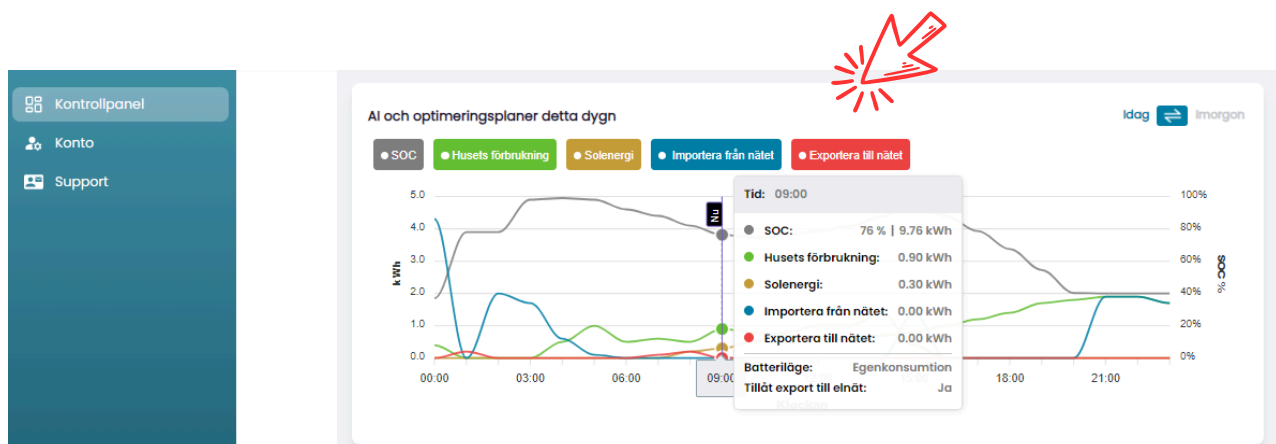 Kontrollpanel
Konto
Support
AI och optimeringsplaner detta dygn
Idag Imorgon
SOC Husets förbrukning Solenergi Importera från nätet Exportera till nätet
5.0 100%
4.0 80%
3.0 60%
2.0 40%
1.0 20%
0.0 0%
kWh
SOC %
Nu
00:00 03:00 06:00 09:00 18:00 21:00
Klockan
Tid: 09:00
SOC: 76 % | 9.76 kWh
Husets förbrukning: 0.90 kWh
Solenergi: 0.30 kWh
Importera från nätet: 0.00 kWh
Exportera till nätet: 0.00 kWh
Batteriläge: Egenkonsumtion
Tillåt export till elnät: Ja